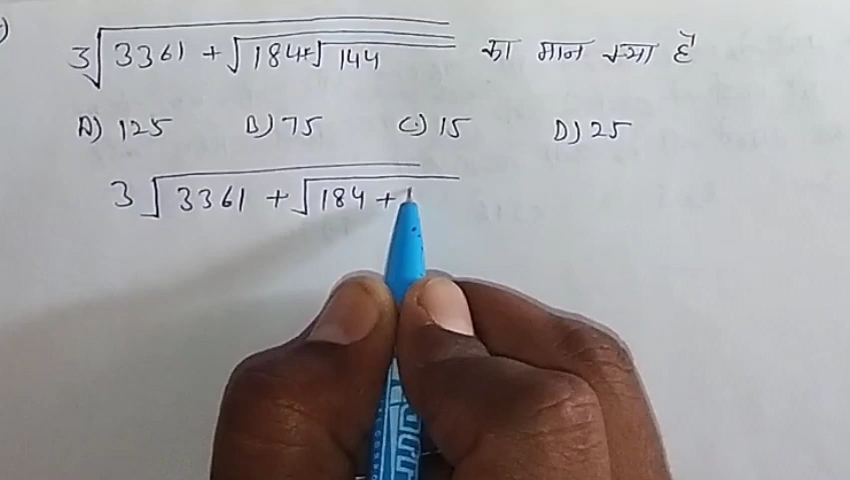 3√3361 + √184+√144 का मान क्या है
A) 125 B) 75 C) 15 D) 25
3√3361 + √184 +